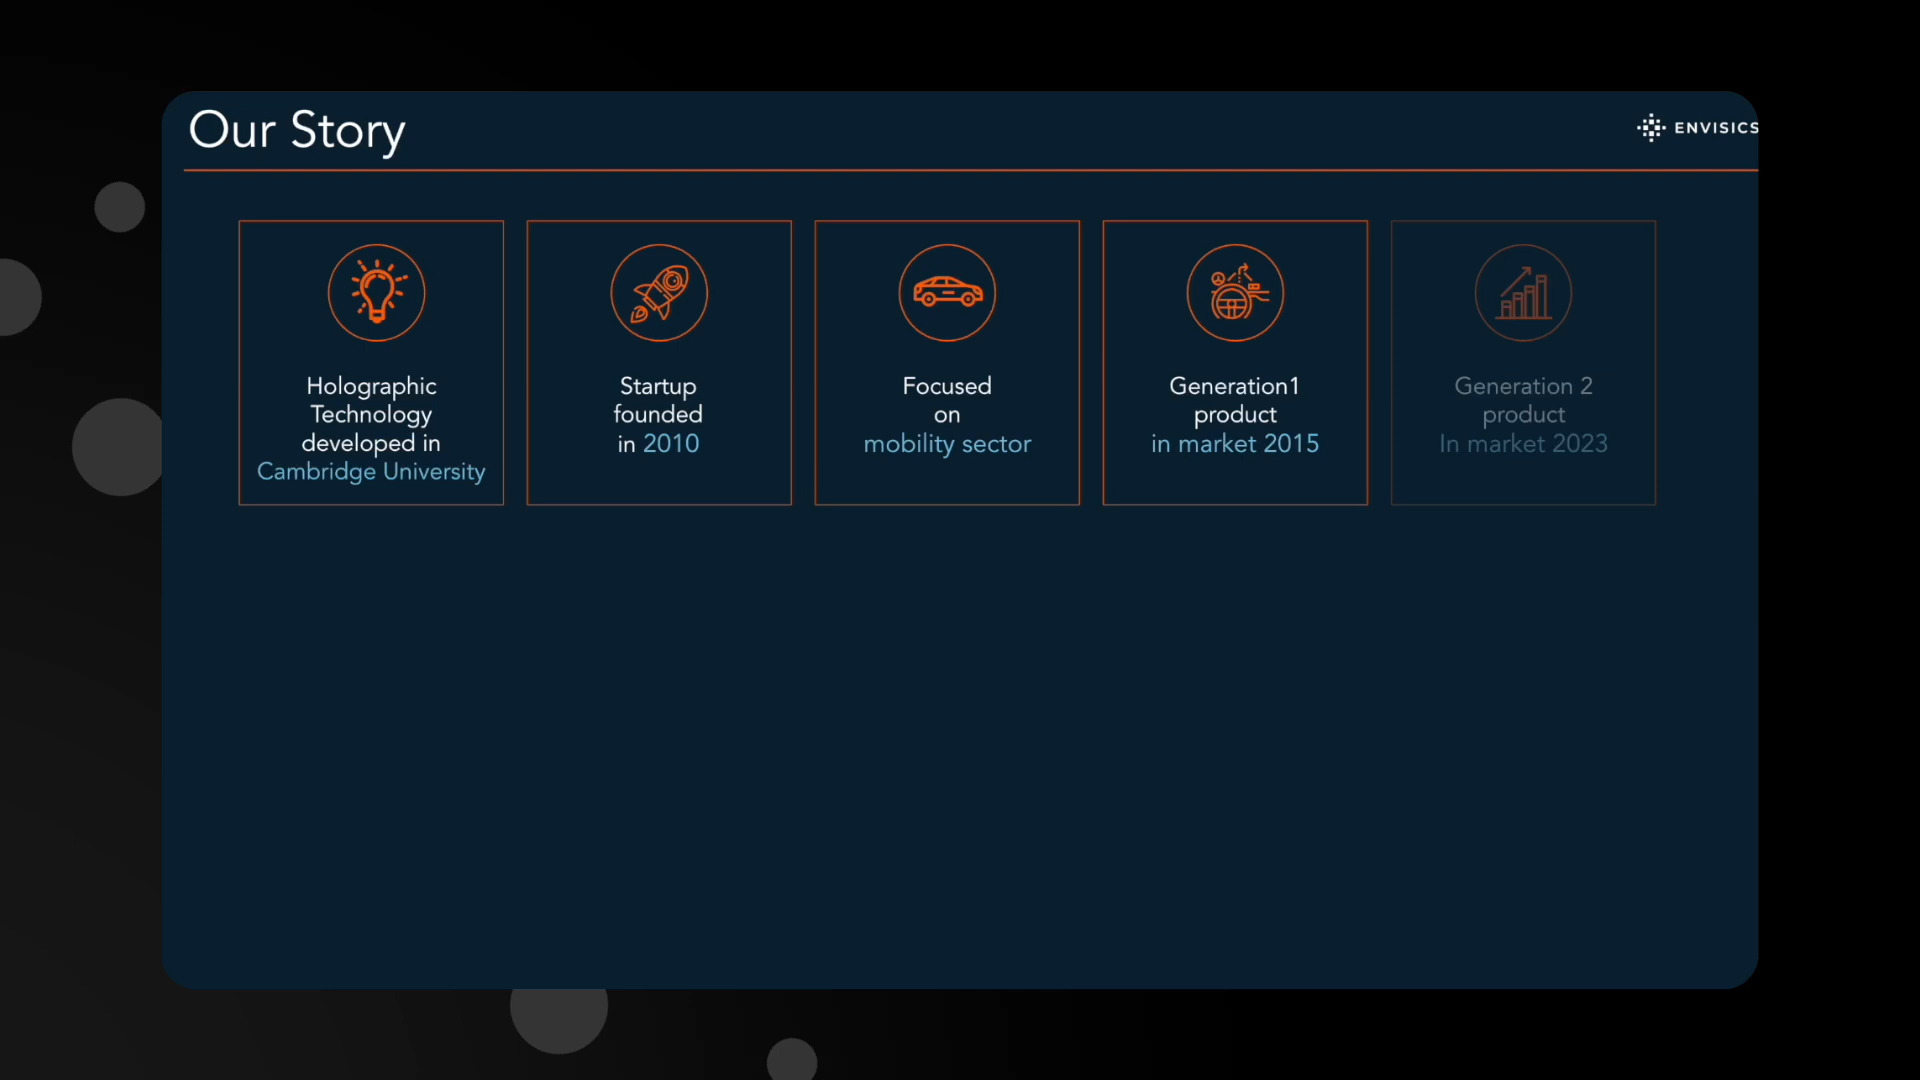 Our Story
ENVISICS
Holographic
Technology
developed in
Cambridge University
Startup
founded
in 2010
Focused
on
mobility sector
Generation1
product
in market 2015
Generation 2
product
In market 2023